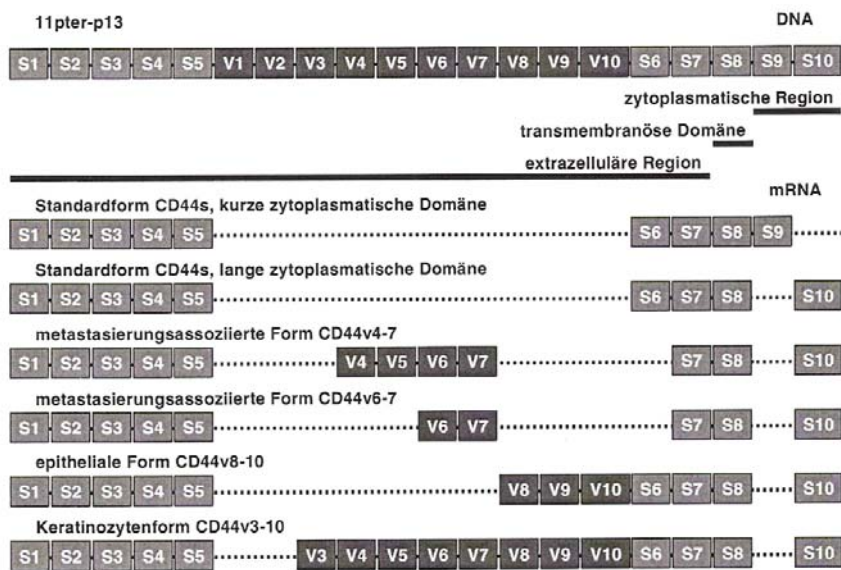 11pter-p13 DNA
S1 S2 S3 S4 S5 V1 V2 V3 V4 V5 V6 V7 V8 V9 V10 S6 S7 S8 S9 S10
zytoplasmatische Region
transmembranöse Domäne
extrazelluläre Region
mRNA
Standardform CD44s, kurze zytoplasmatische Domäne
S1 S2 S3 S4 S5 S6 S7 S8 S9
Standardform CD44s, lange zytoplasmatische Domäne
S1 S2 S3 S4 S5 S6 S7 S8 S10
metastasierungsassoziierte Form CD44v4-7
S1 S2 S3 S4 S5 V4 V5 V6 V7 S7 S8 S10
metastasierungsassoziierte Form CD44v6-7
S1 S2 S3 S4 S5 V6 V7 S7 S8 S10
epitheliale Form CD44v8-10
S1 S2 S3 S4 S5 V8 V9 V10 S6 S7 S8 S10
Keratinozytenform CD44v3-10
S1 S2 S3 S4 S5 V3 V4 V5 V6 V7 V8 V9 V10 S6 S7 S8 S10